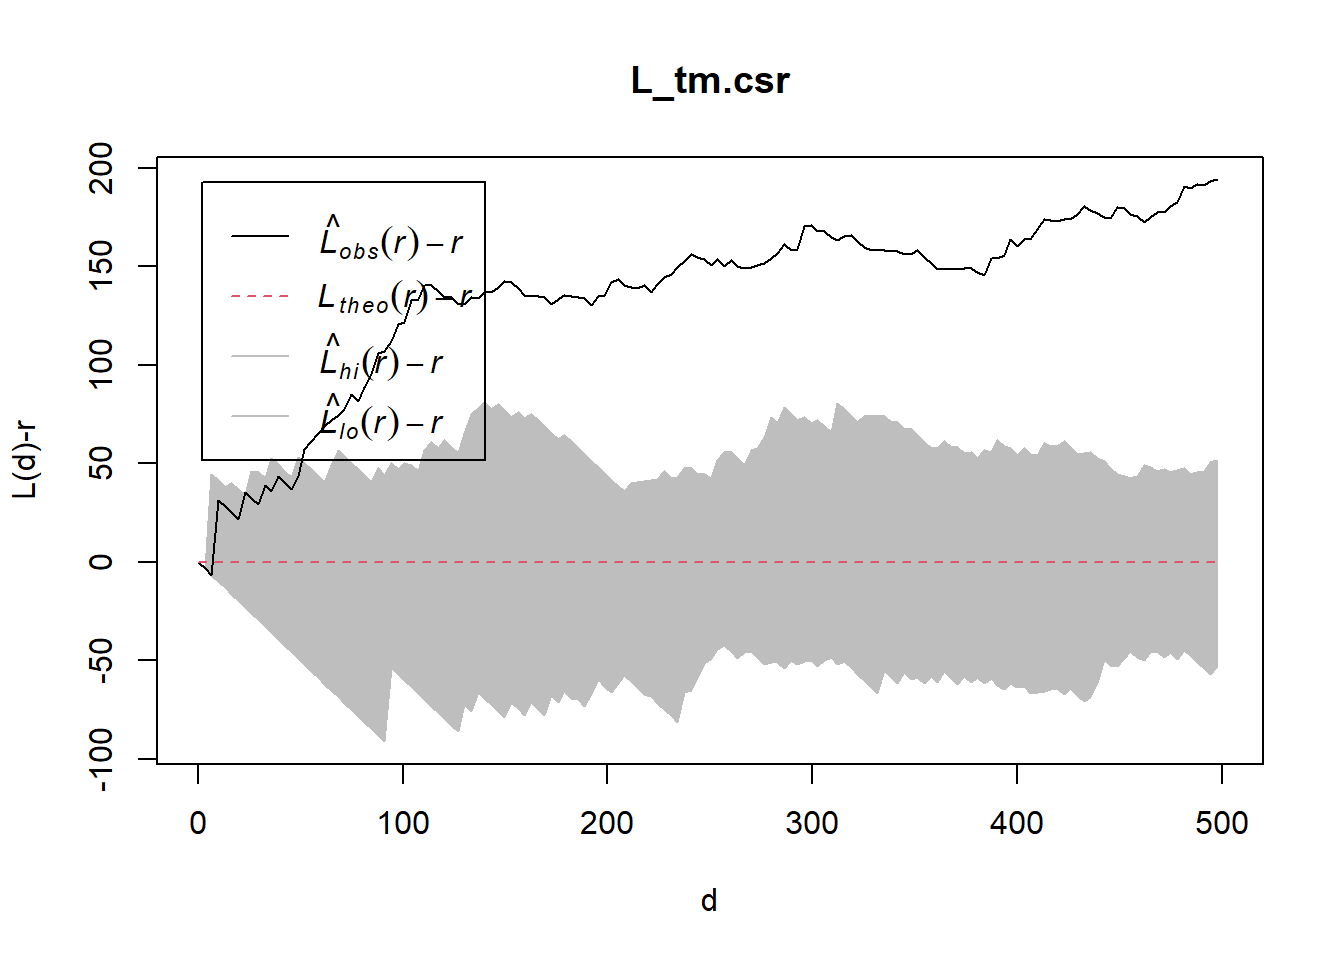 L_tm.csr
L̂obs(r) − r
Ltheo(r) − r
L̂hi(r) − r
L̂lo(r) − r
L(d)-r
200
150
100
50
0
-50
-100
0 100 200 300 400 500
d